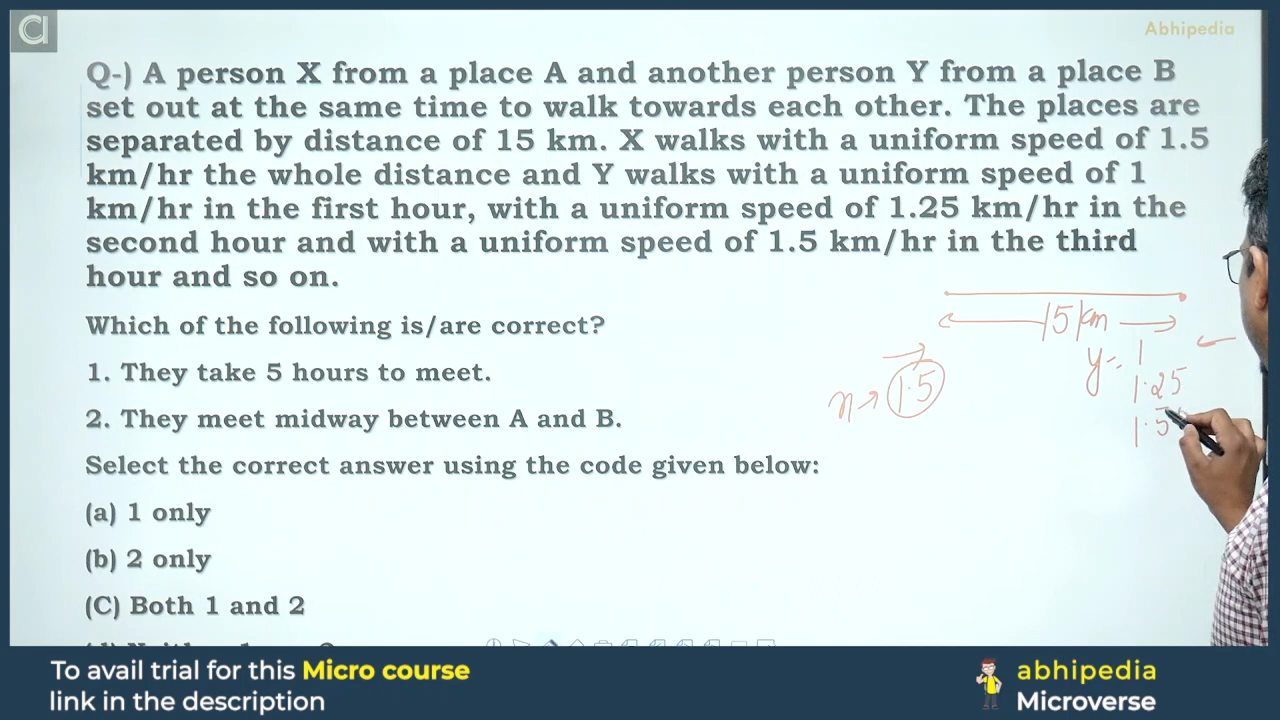 Abhipedia
Q-) A person X from a place A and another person Y from a place B
set out at the same time to walk towards each other. The places are
separated by distance of 15 km. X walks with a uniform speed of 1.5
km/hr the whole distance and Y walks with a uniform speed of 1
km/hr in the first hour, with a uniform speed of 1.25 km/hr in the
second hour and with a uniform speed of 1.5 km/hr in the third
hour and so on.
Which of the following is/are correct?
1. They take 5 hours to meet.
2. They meet midway between A and B.
Select the correct answer using the code given below:
(a) 1 only
(b) 2 only
(C) Both 1 and 2
15 km
y = 1
1.25
1.5
x → 1.5
To avail trial for this Micro course
link in the description
abhipedia
Microverse